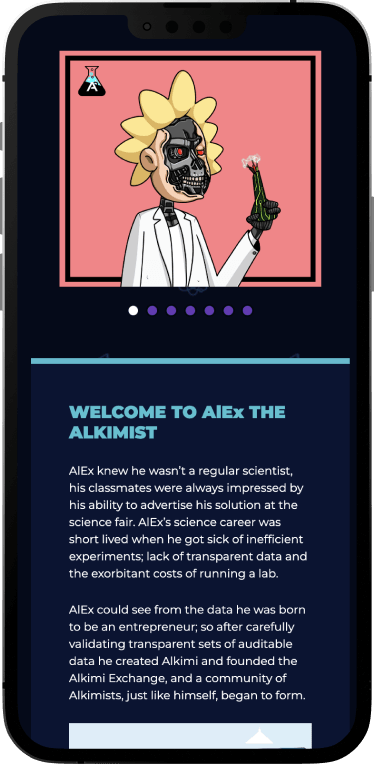 A
WELCOME TO AlEx THE
ALKIMIST
AlEx knew he wasn't a regular scientist,
his classmates were always impressed by
his ability to advertise his solution at the
science fair. AlEx's science career was
short lived when he got sick of inefficient
experiments; lack of transparent data and
the exorbitant costs of running a lab.
AlEx could see from the data he was born
to be an entrepreneur; so after carefully
validating transparent sets of auditable
data he created Alkimi and founded the
Alkimi Exchange, and a community of
Alkimists, just like himself, began to form.